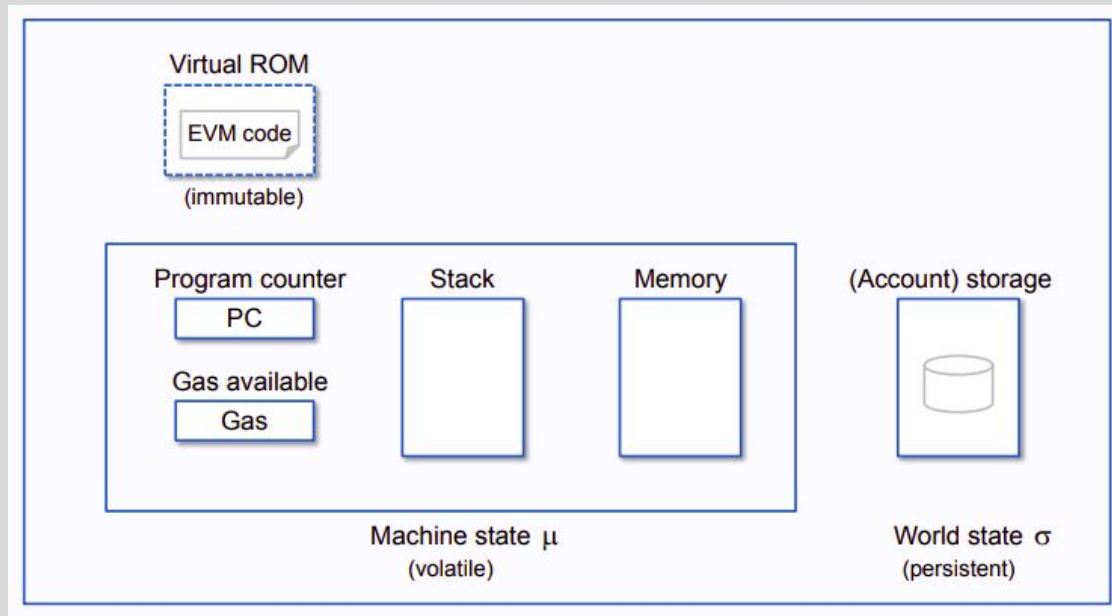 Virtual ROM
EVM code
(immutable)
Program counter
PC
Gas available
Gas
Stack
Memory
(Account) storage
Machine state μ
(volatile)
World state σ
(persistent)